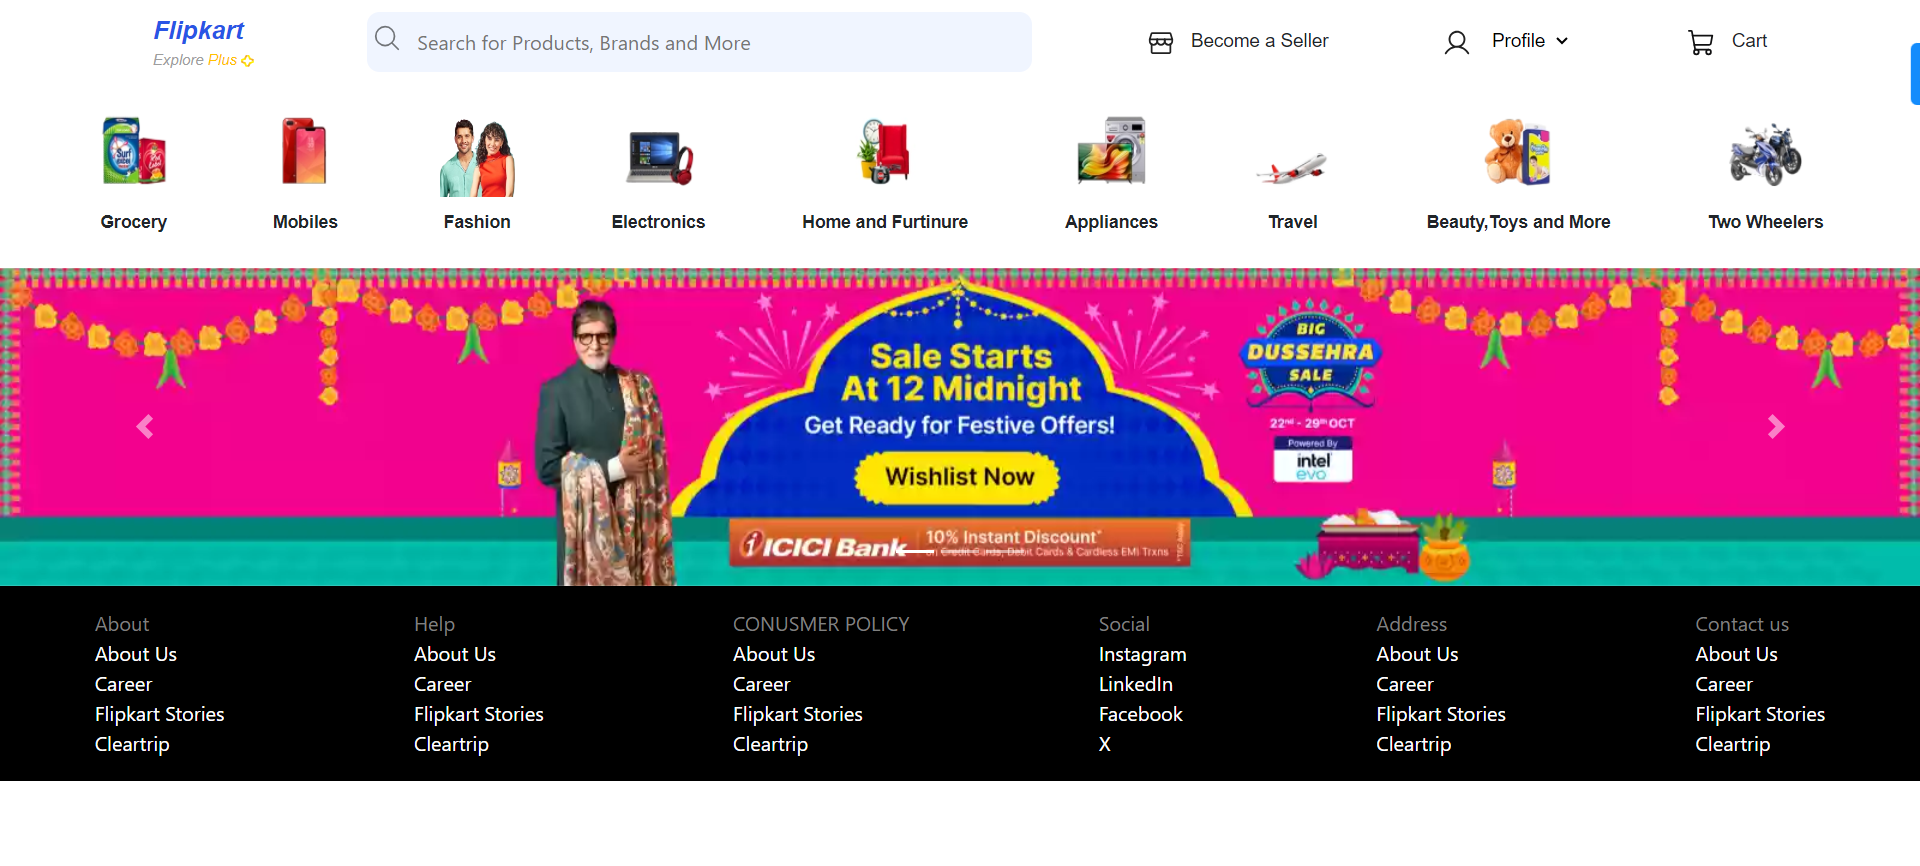 Flipkart
Explore Plus
Search for Products, Brands and More
Become a Seller
Profile
Cart
Surf excel
Grocery
Mobiles
Fashion
Electronics
Home and Furtinure
Appliances
Travel
Beauty,Toys and More
Two Wheelers
Sale Starts
At 12 Midnight
Get Ready for Festive Offers!
Wishlist Now
BIG
DUSSEHRA
SALE
22nd - 29th OCT
Powered By
intel
evo
ICICI Bank
10% Instant Discount*
on Credit Cards, Debit Cards & Cardless EMI Trxns
*T&C Apply
About
About Us
Career
Flipkart Stories
Cleartrip
Help
About Us
Career
Flipkart Stories
Cleartrip
CONUSMER POLICY
About Us
Career
Flipkart Stories
Cleartrip
Social
Instagram
LinkedIn
Facebook
X
Address
About Us
Career
Flipkart Stories
Cleartrip
Contact us
About Us
Career
Flipkart Stories
Cleartrip